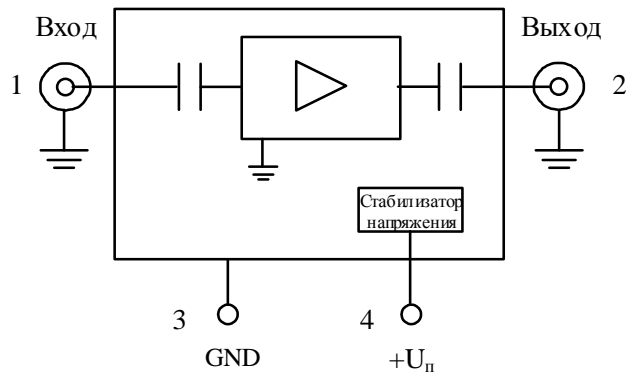 Вход
Выход
1
2
Стабилизатор
напряжения
3
4
GND
+Uп